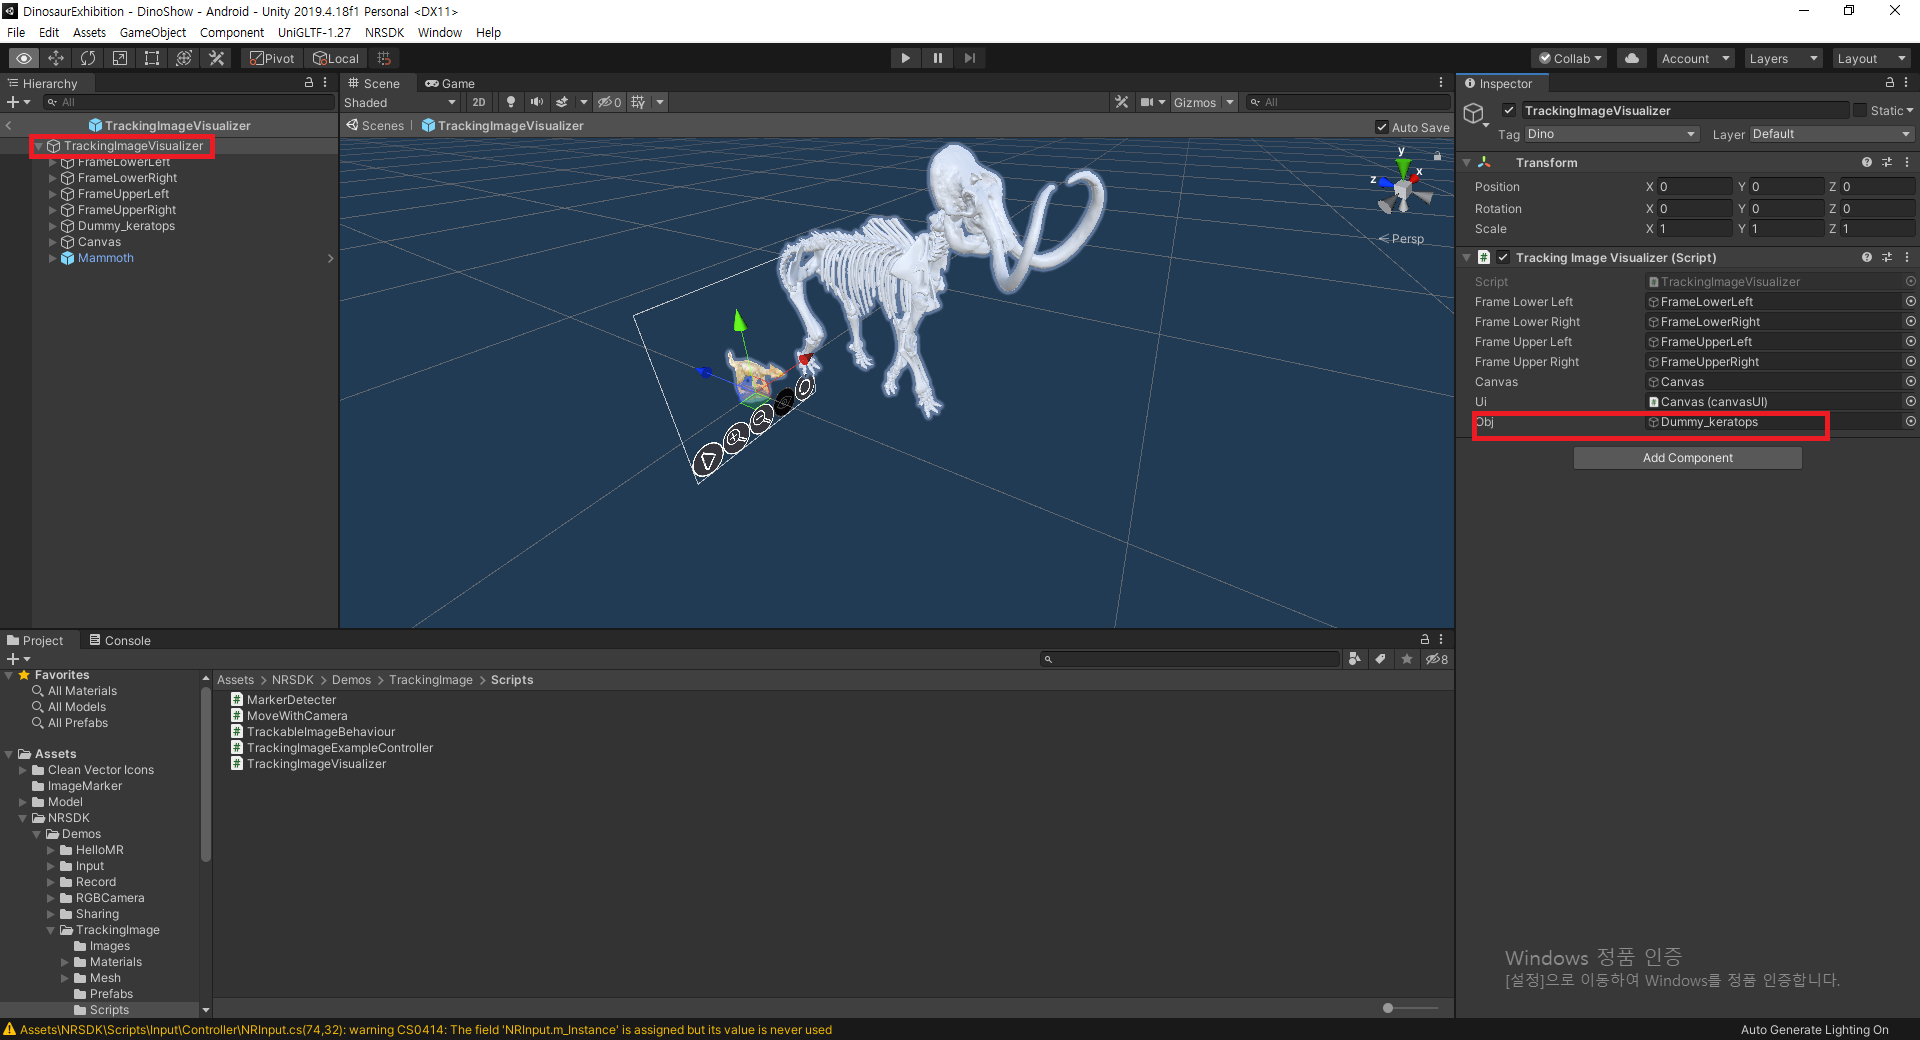 DinosaurExhibition - DinoShow - Android - Unity 2019.4.18f1 Personal <DX11>
File Edit Assets GameObject Component UniGLTF-1.27 NRSDK Window Help
Pivot Local Collab Account Layers Layout
Hierarchy
All
TrackingImageVisualizer
TrackingImageVisualizer
FrameLowerLeft
FrameLowerRight
FrameUpperLeft
FrameUpperRight
Dummy_keratops
Canvas
Mammoth
Scene Game
Shaded 2D 0 Gizmos All
Scenes TrackingImageVisualizer Auto Save
y
x
z
Persp
Inspector
TrackingImageVisualizer Static
Tag Dino Layer Default
Transform
Position X 0 Y 0 Z 0
Rotation X 0 Y 0 Z 0
Scale X 1 Y 1 Z 1
# Tracking Image Visualizer (Script)
Script TrackingImageVisualizer
Frame Lower Left FrameLowerLeft
Frame Lower Right FrameLowerRight
Frame Upper Left FrameUpperLeft
Frame Upper Right FrameUpperRight
Canvas Canvas
Ui Canvas (canvasUI)
Obj Dummy_keratops
Add Component
Project Console
8
Favorites
All Materials
All Models
All Prefabs
Assets
Clean Vector Icons
ImageMarker
Model
NRSDK
Demos
HelloMR
Input
Record
RGBCamera
Sharing
TrackingImage
Images
Materials
Mesh
Prefabs
Scripts
Assets > NRSDK > Demos > TrackingImage > Scripts
# MarkerDetecter
# MoveWithCamera
# TrackableImageBehaviour
# TrackingImageExampleController
# TrackingImageVisualizer
Windows 정품 인증
[설정]으로 이동하여 Windows를 정품 인증합니다.
Assets\NRSDK\Scripts\Input\Controller\NRInput.cs(74,32): warning CS0414: The field 'NRInput.m_Instance' is assigned but its value is never used
Auto Generate Lighting On